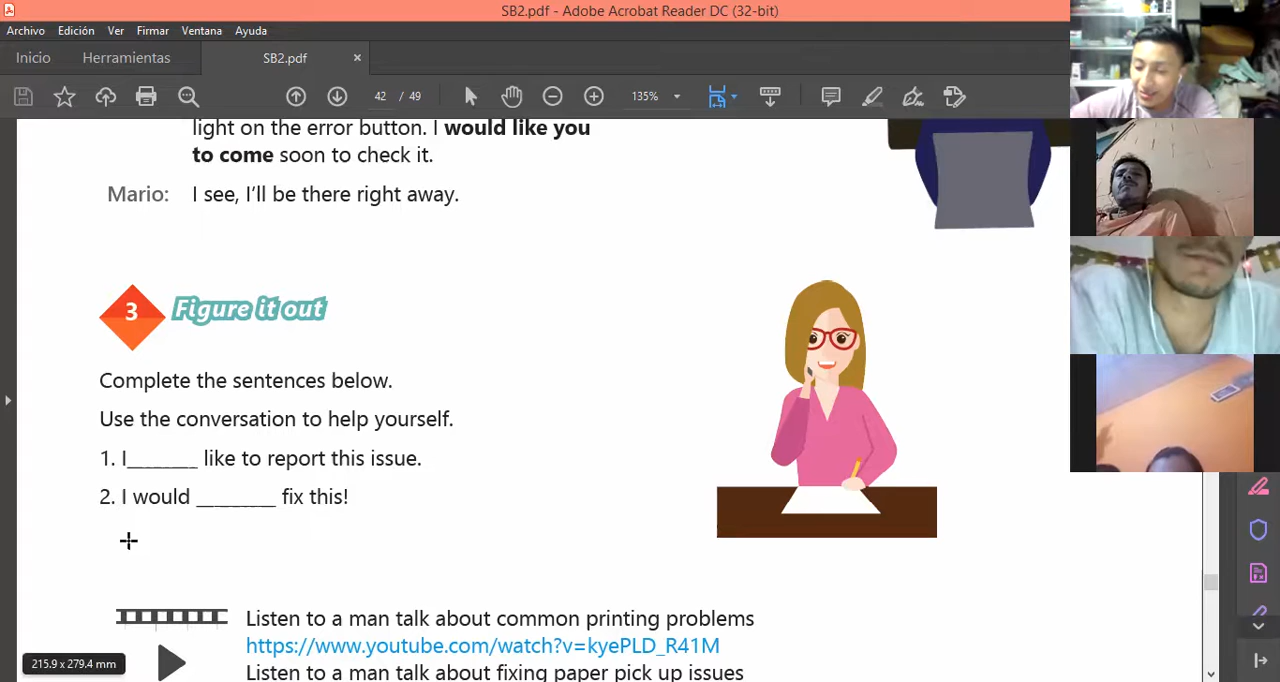 SB2.pdf - Adobe Acrobat Reader DC (32-bit)
Archivo Edición Ver Firmar Ventana Ayuda
Inicio Herramientas SB2.pdf ×
42 / 49 135%
light on the error button. I would like you
to come soon to check it.
Mario: I see, I'll be there right away.
3 Figure it out
Complete the sentences below.
Use the conversation to help yourself.
1. I________ like to report this issue.
2. I would _________ fix this!
Listen to a man talk about common printing problems
https://www.youtube.com/watch?v=kyePLD_R41M
215.9 x 279.4 mm
Listen to a man talk about fixing paper pick up issues